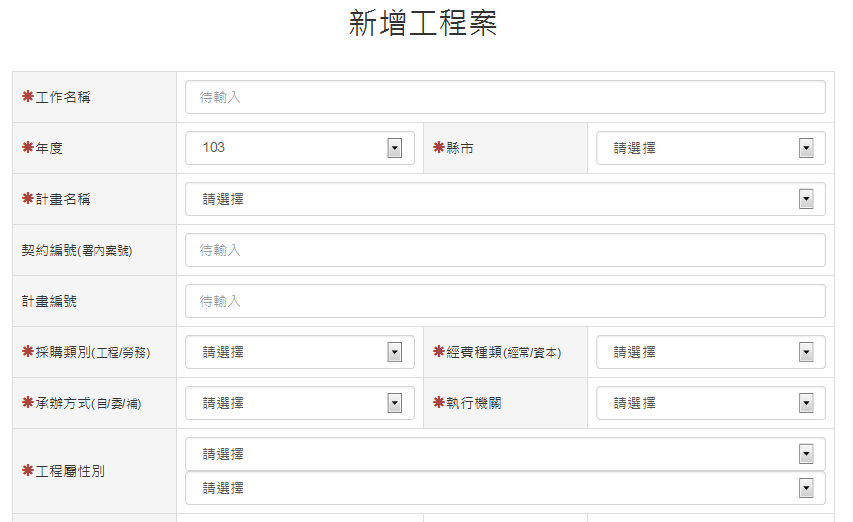 新增工程案
✱工作名稱 待輸入
✱年度 103 ✱縣市 請選擇
✱計畫名稱 請選擇
契約編號(署內案號) 待輸入
計畫編號 待輸入
✱採購類別(工程/勞務) 請選擇 ✱經費種類(經常/資本) 請選擇
✱承辦方式(自/委/補) 請選擇 ✱執行機關 請選擇
✱工程屬性別 請選擇
請選擇